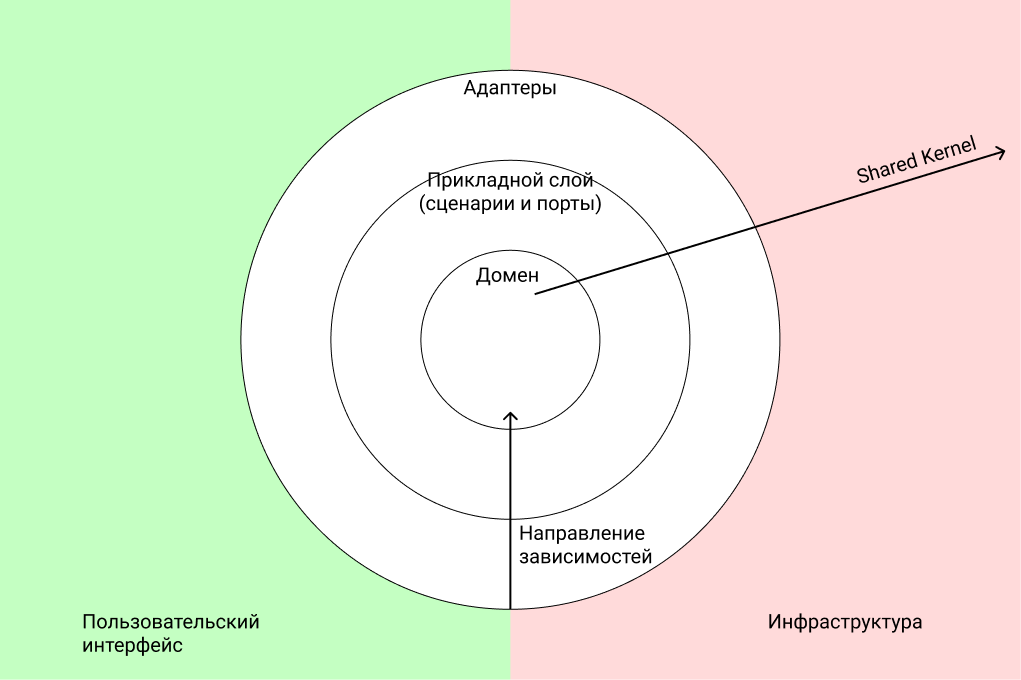 Адаптеры
Shared Kernel
Прикладной слой
(сценарии и порты)
Домен
Направление
зависимостей
Пользовательский
интерфейс
Инфраструктура